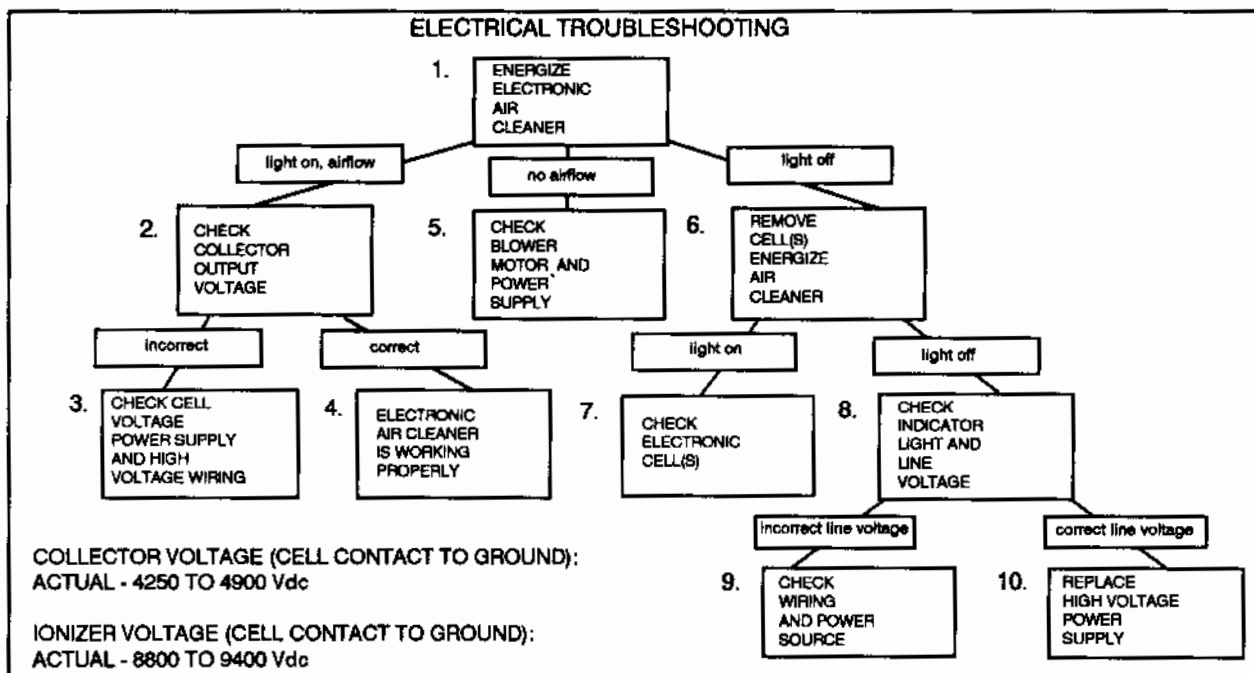 ELECTRICAL TROUBLESHOOTING
1.
ENERGIZE
ELECTRONIC
AIR
CLEANER
light on, airflow
no airflow
light off
2.
CHECK
COLLECTOR
OUTPUT
VOLTAGE
5.
CHECK
BLOWER
MOTOR AND
POWER
SUPPLY
6.
REMOVE
CELL(S)
ENERGIZE
AIR
CLEANER
incorrect
correct
light on
light off
3.
CHECK CELL
VOLTAGE
POWER SUPPLY
AND HIGH
VOLTAGE WIRING
4.
ELECTRONIC
AIR CLEANER
IS WORKING
PROPERLY
7.
CHECK
ELECTRONIC
CELL(S)
8.
CHECK
INDICATOR
LIGHT AND
LINE
VOLTAGE
incorrect line voltage
correct line voltage
9.
CHECK
WIRING
AND POWER
SOURCE
10.
REPLACE
HIGH VOLTAGE
POWER
SUPPLY
COLLECTOR VOLTAGE (CELL CONTACT TO GROUND):
ACTUAL - 4250 TO 4900 Vdc
IONIZER VOLTAGE (CELL CONTACT TO GROUND):
ACTUAL - 8800 TO 9400 Vdc